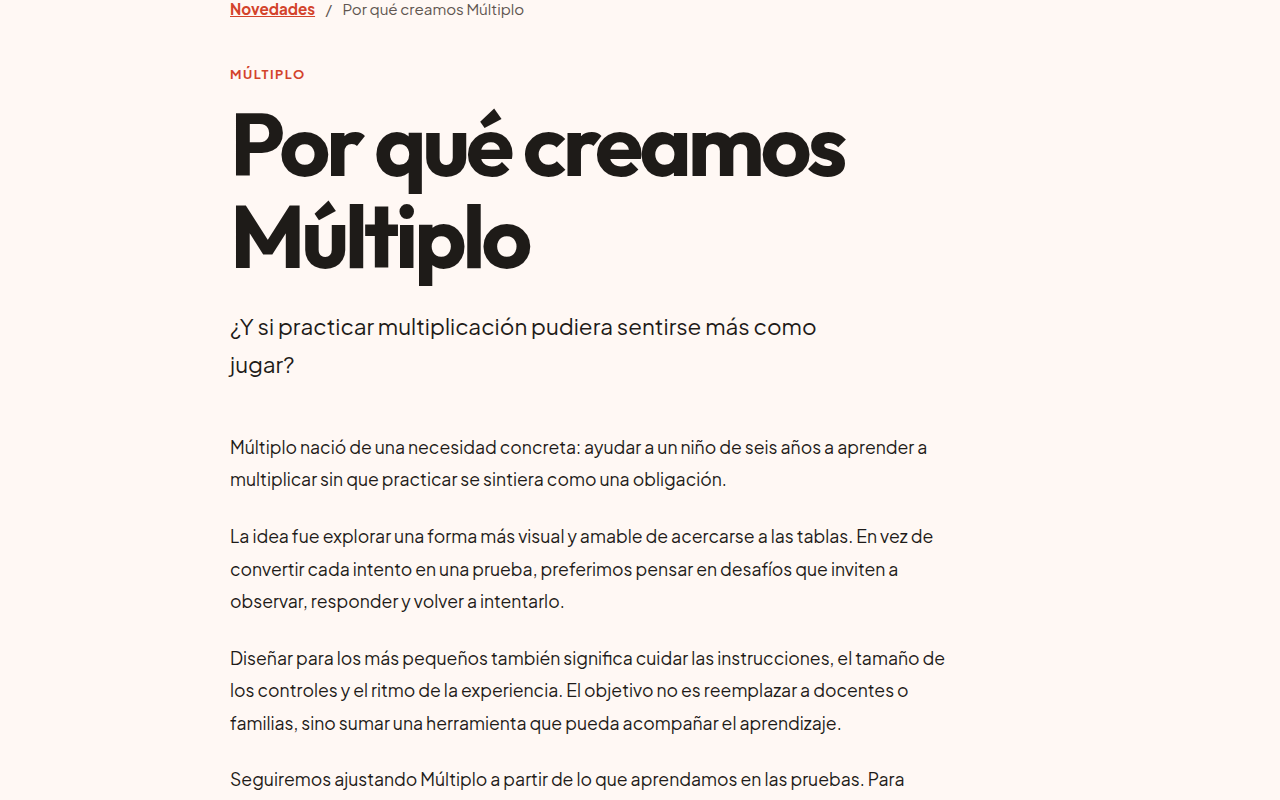 Novedades / Por qué creamos Múltiplo
MÚLTIPLO
Por qué creamos
Múltiplo
¿Y si practicar multiplicación pudiera sentirse más como
jugar?
Múltiplo nació de una necesidad concreta: ayudar a un niño de seis años a aprender a
multiplicar sin que practicar se sintiera como una obligación.
La idea fue explorar una forma más visual y amable de acercarse a las tablas. En vez de
convertir cada intento en una prueba, preferimos pensar en desafíos que inviten a
observar, responder y volver a intentarlo.
Diseñar para los más pequeños también significa cuidar las instrucciones, el tamaño de
los controles y el ritmo de la experiencia. El objetivo no es reemplazar a docentes o
familias, sino sumar una herramienta que pueda acompañar el aprendizaje.
Seguiremos ajustando Múltiplo a partir de lo que aprendamos en las pruebas. Para